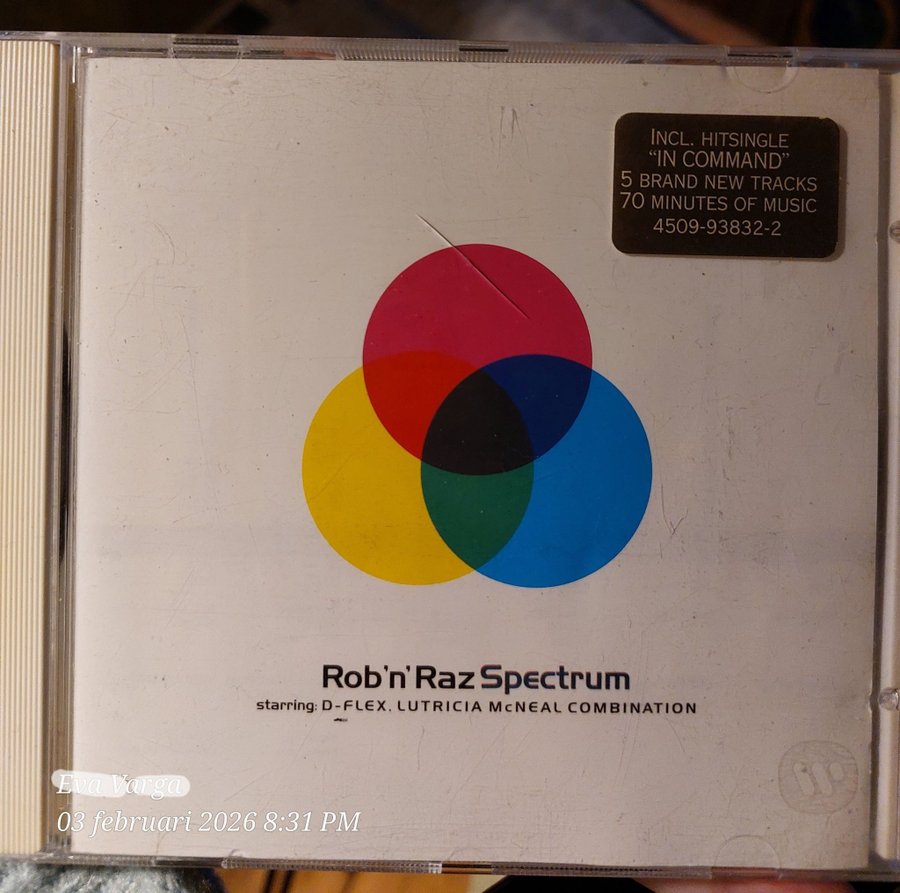 INCL. HITSINGLE
"IN COMMAND"
5 BRAND NEW TRACKS
70 MINUTES OF MUSIC
4509-93832-2
Rob'n'Raz Spectrum
starring: D-FLEX. LUTRICIA McNEAL COMBINATION
Eva Varga
03 februari 2026 8:31 PM